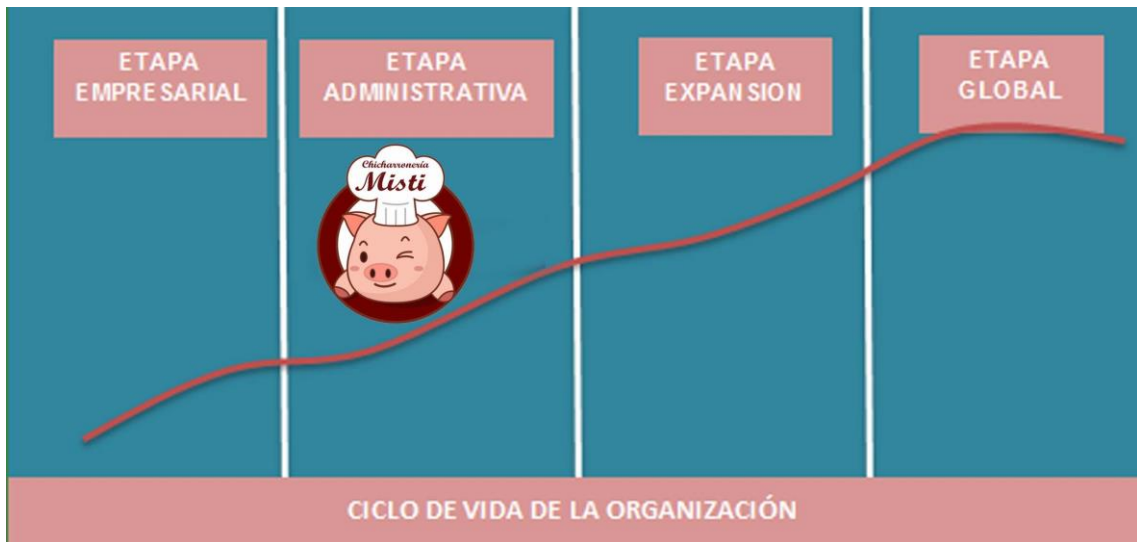 ETAPA
EMPRESARIAL
ETAPA
ADMINISTRATIVA
ETAPA
EXPANSION
ETAPA
GLOBAL
Chicharronería
Misti
CICLO DE VIDA DE LA ORGANIZACIÓN